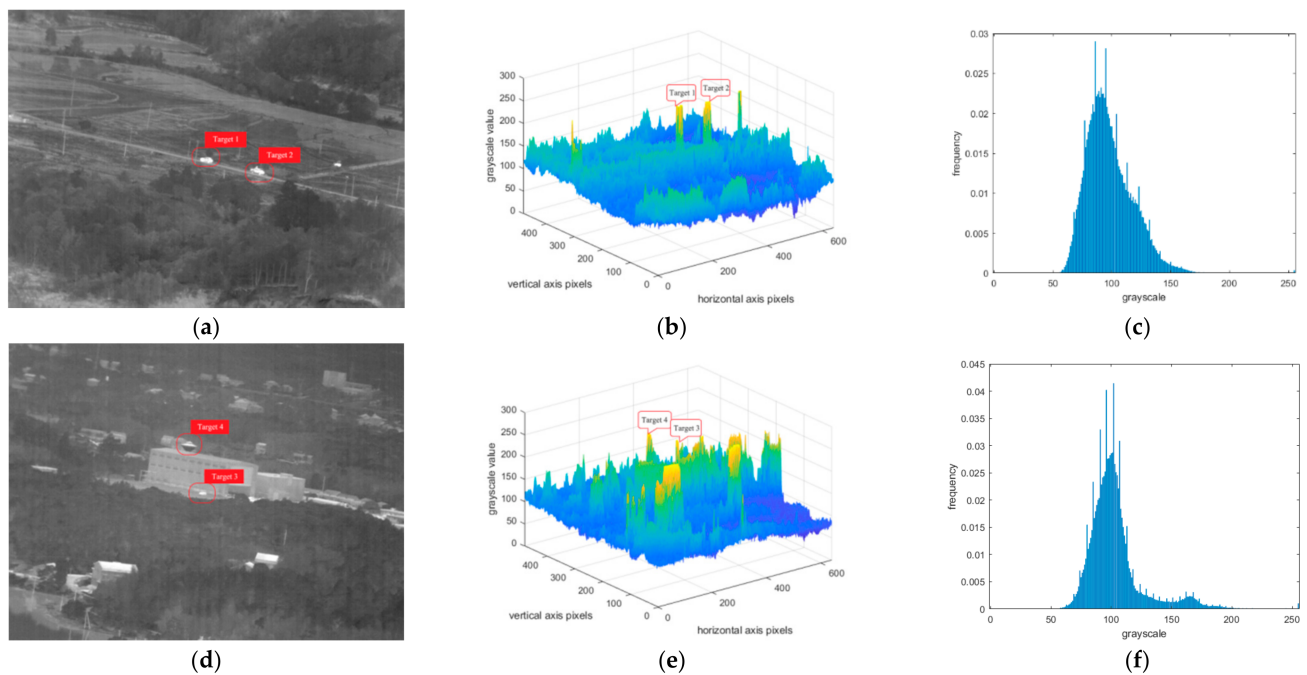 Target 1
Target 2
300
250
200
150
100
50
0
grayscale value
Target 1
Target 2
400
300
200
100
0
vertical axis pixels
0
200
400
600
horizontal axis pixels
0.03
0.025
0.02
0.015
0.01
0.005
0
frequency
0
50
100
150
200
250
grayscale
(a)
(b)
(c)
Target 4
Target 3
300
250
200
150
100
50
0
grayscale value
Target 4
Target 3
400
300
200
100
0
vertical axis pixels
0
200
400
600
horizontal axis pixels
0.045
0.04
0.035
0.03
0.025
0.02
0.015
0.01
0.005
0
frequency
0
50
100
150
200
250
grayscale
(d)
(e)
(f)